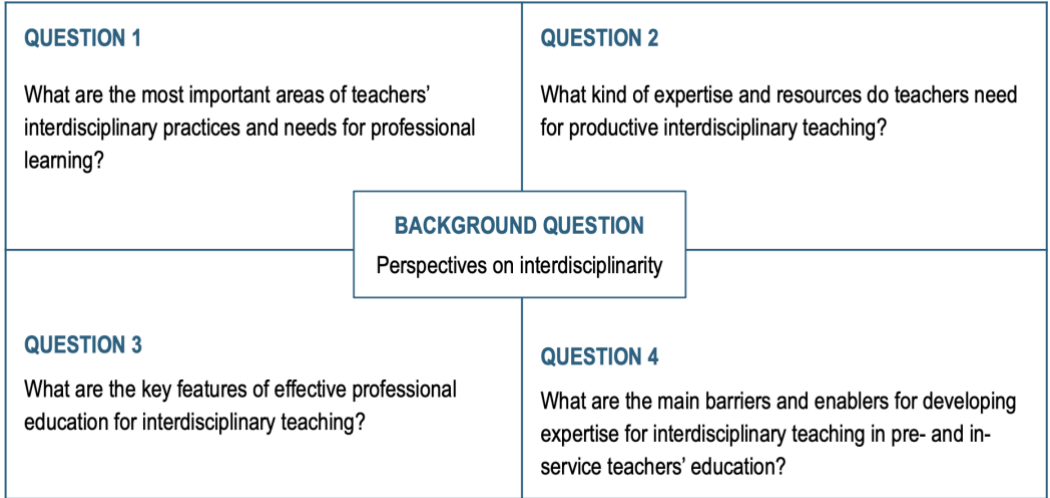 QUESTION 1
What are the most important areas of teachers’
interdisciplinary practices and needs for professional
learning?
QUESTION 2
What kind of expertise and resources do teachers need
for productive interdisciplinary teaching?
BACKGROUND QUESTION
Perspectives on interdisciplinarity
QUESTION 3
What are the key features of effective professional
education for interdisciplinary teaching?
QUESTION 4
What are the main barriers and enablers for developing
expertise for interdisciplinary teaching in pre- and in-
service teachers’ education?